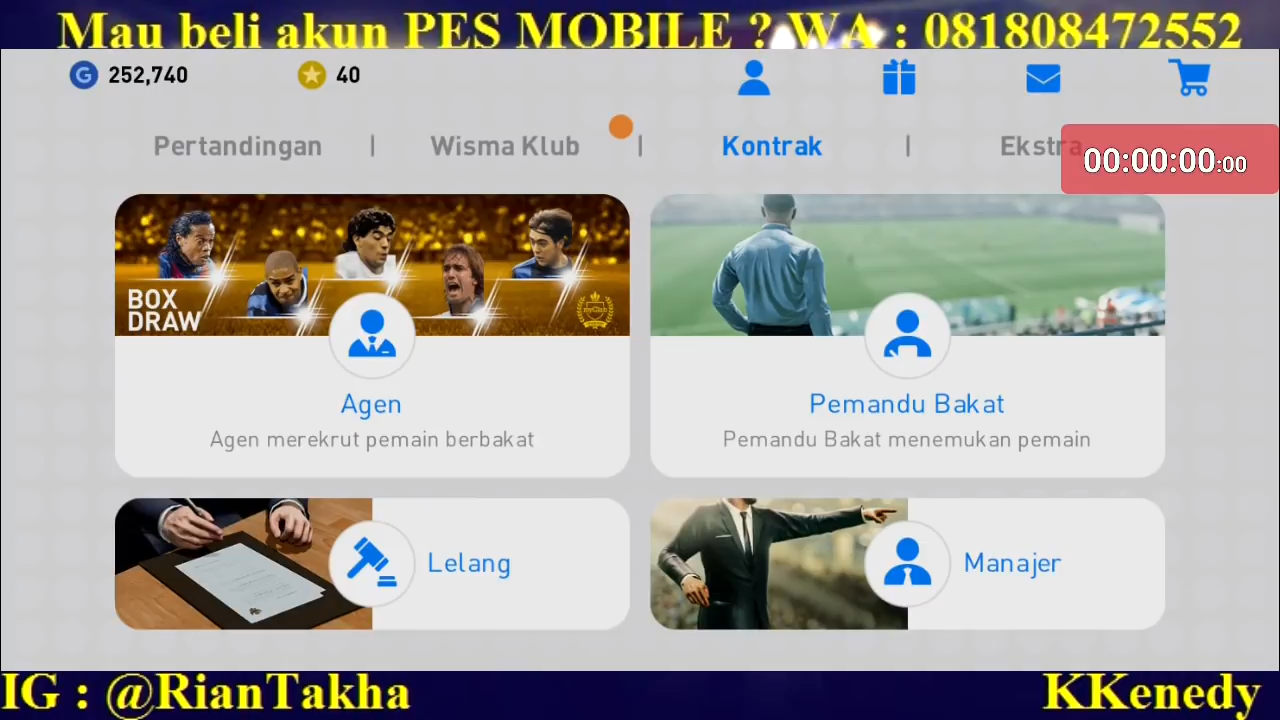 Mau beli akun PES MOBILE ? WA : 081808472552
G 252,740 40
Pertandingan | Wisma Klub | Kontrak | Ekstra
00:00:00:00
BOX
DRAW
myClub
Agen
Agen merekrut pemain berbakat
Pemandu Bakat
Pemandu Bakat menemukan pemain
Lelang
Manajer
IG : @RianTakha KKenedy